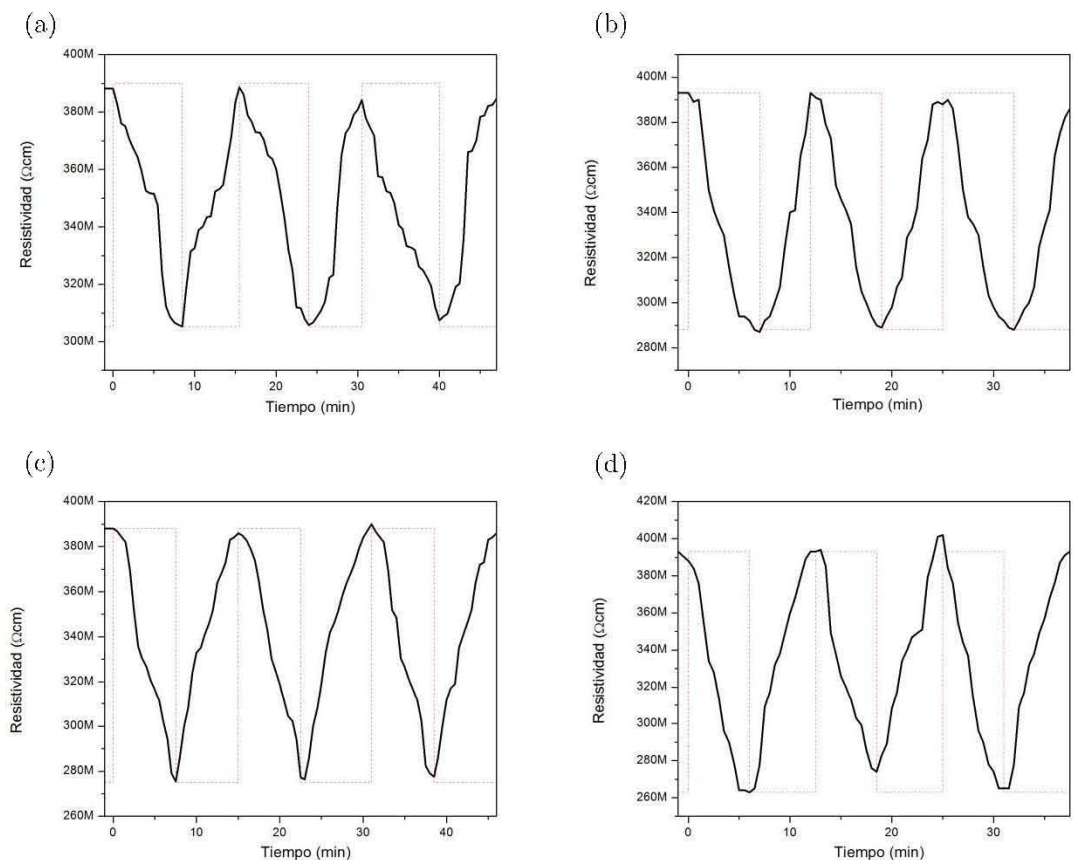 (a)
400M
380M
360M
340M
320M
300M
Resistividad (Ωcm)
0 10 20 30 40
Tiempo (min)
(b)
400M
380M
360M
340M
320M
300M
280M
Resistividad (Ωcm)
0 10 20 30
Tiempo (min)
(c)
400M
380M
360M
340M
320M
300M
280M
260M
Resistividad (Ωcm)
0 10 20 30 40
Tiempo (min)
(d)
420M
400M
380M
360M
340M
320M
300M
280M
260M
Resistividad (Ωcm)
0 10 20 30
Tiempo (min)